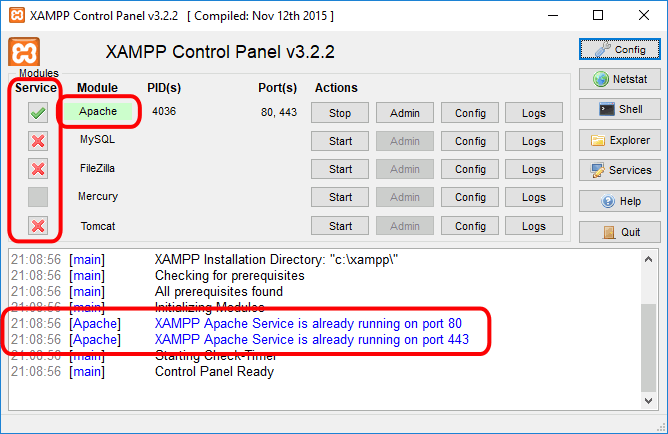 XAMPP Control Panel v3.2.2 [ Compiled: Nov 12th 2015 ]
XAMPP Control Panel v3.2.2
Config
Modules
Service Module PID(s) Port(s) Actions
Netstat
Apache 4036 80, 443 Stop Admin Config Logs
Shell
MySQL Start Admin Config Logs
Explorer
FileZilla Start Admin Config Logs
Services
Mercury Start Admin Config Logs
Help
Tomcat Start Admin Config Logs
Quit
21:08:56 [main] XAMPP Installation Directory: "c:\xampp\"
21:08:56 [main] Checking for prerequisites
21:08:56 [main] All prerequisites found
21:08:56 [main] Initializing Modules
21:08:56 [Apache] XAMPP Apache Service is already running on port 80
21:08:56 [Apache] XAMPP Apache Service is already running on port 443
21:08:56 [main] Starting Check-Timer
21:08:56 [main] Control Panel Ready